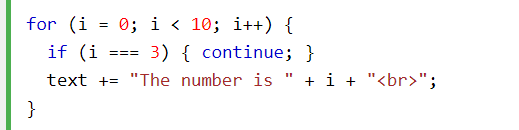 for (i = 0; i < 10; i++) {
  if (i === 3) { continue; }
  text += "The number is " + i + "<br>";
}